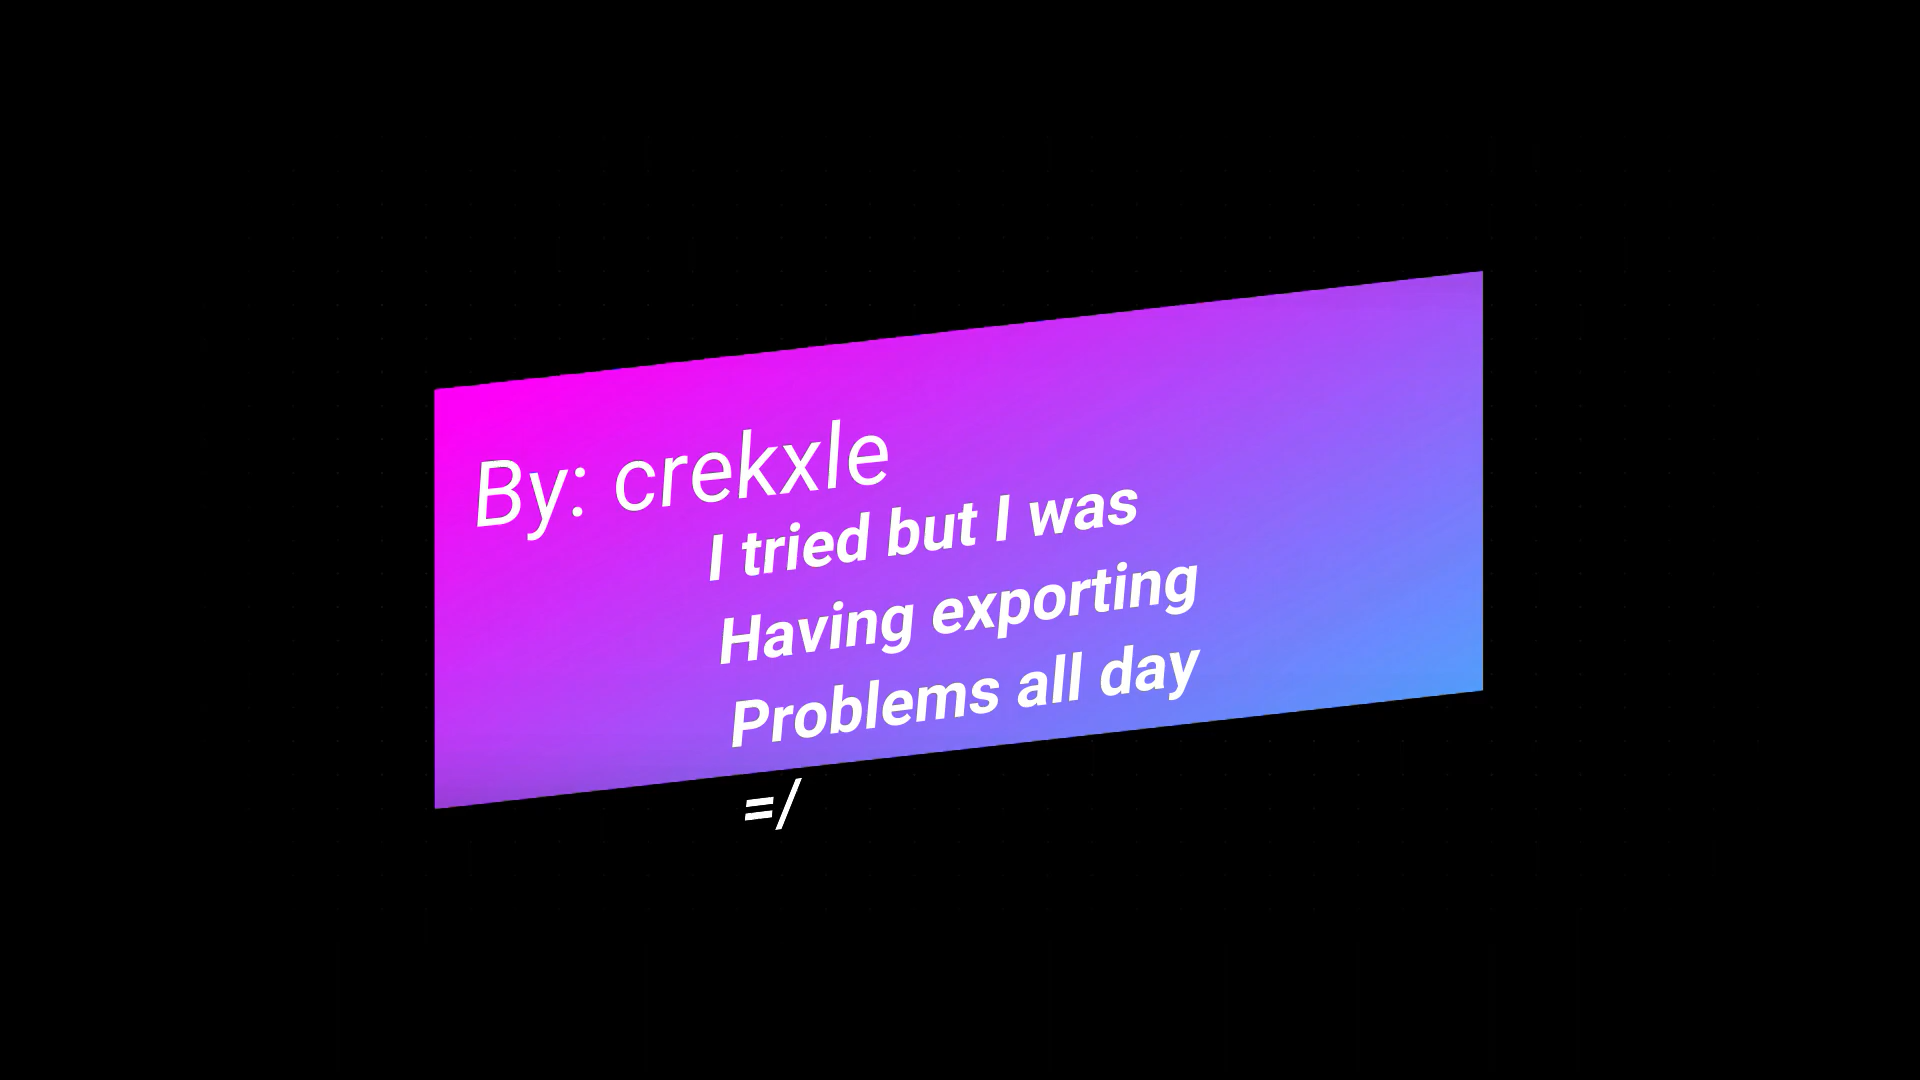 By: crekxle
I tried but I was
Having exporting
Problems all day
=/